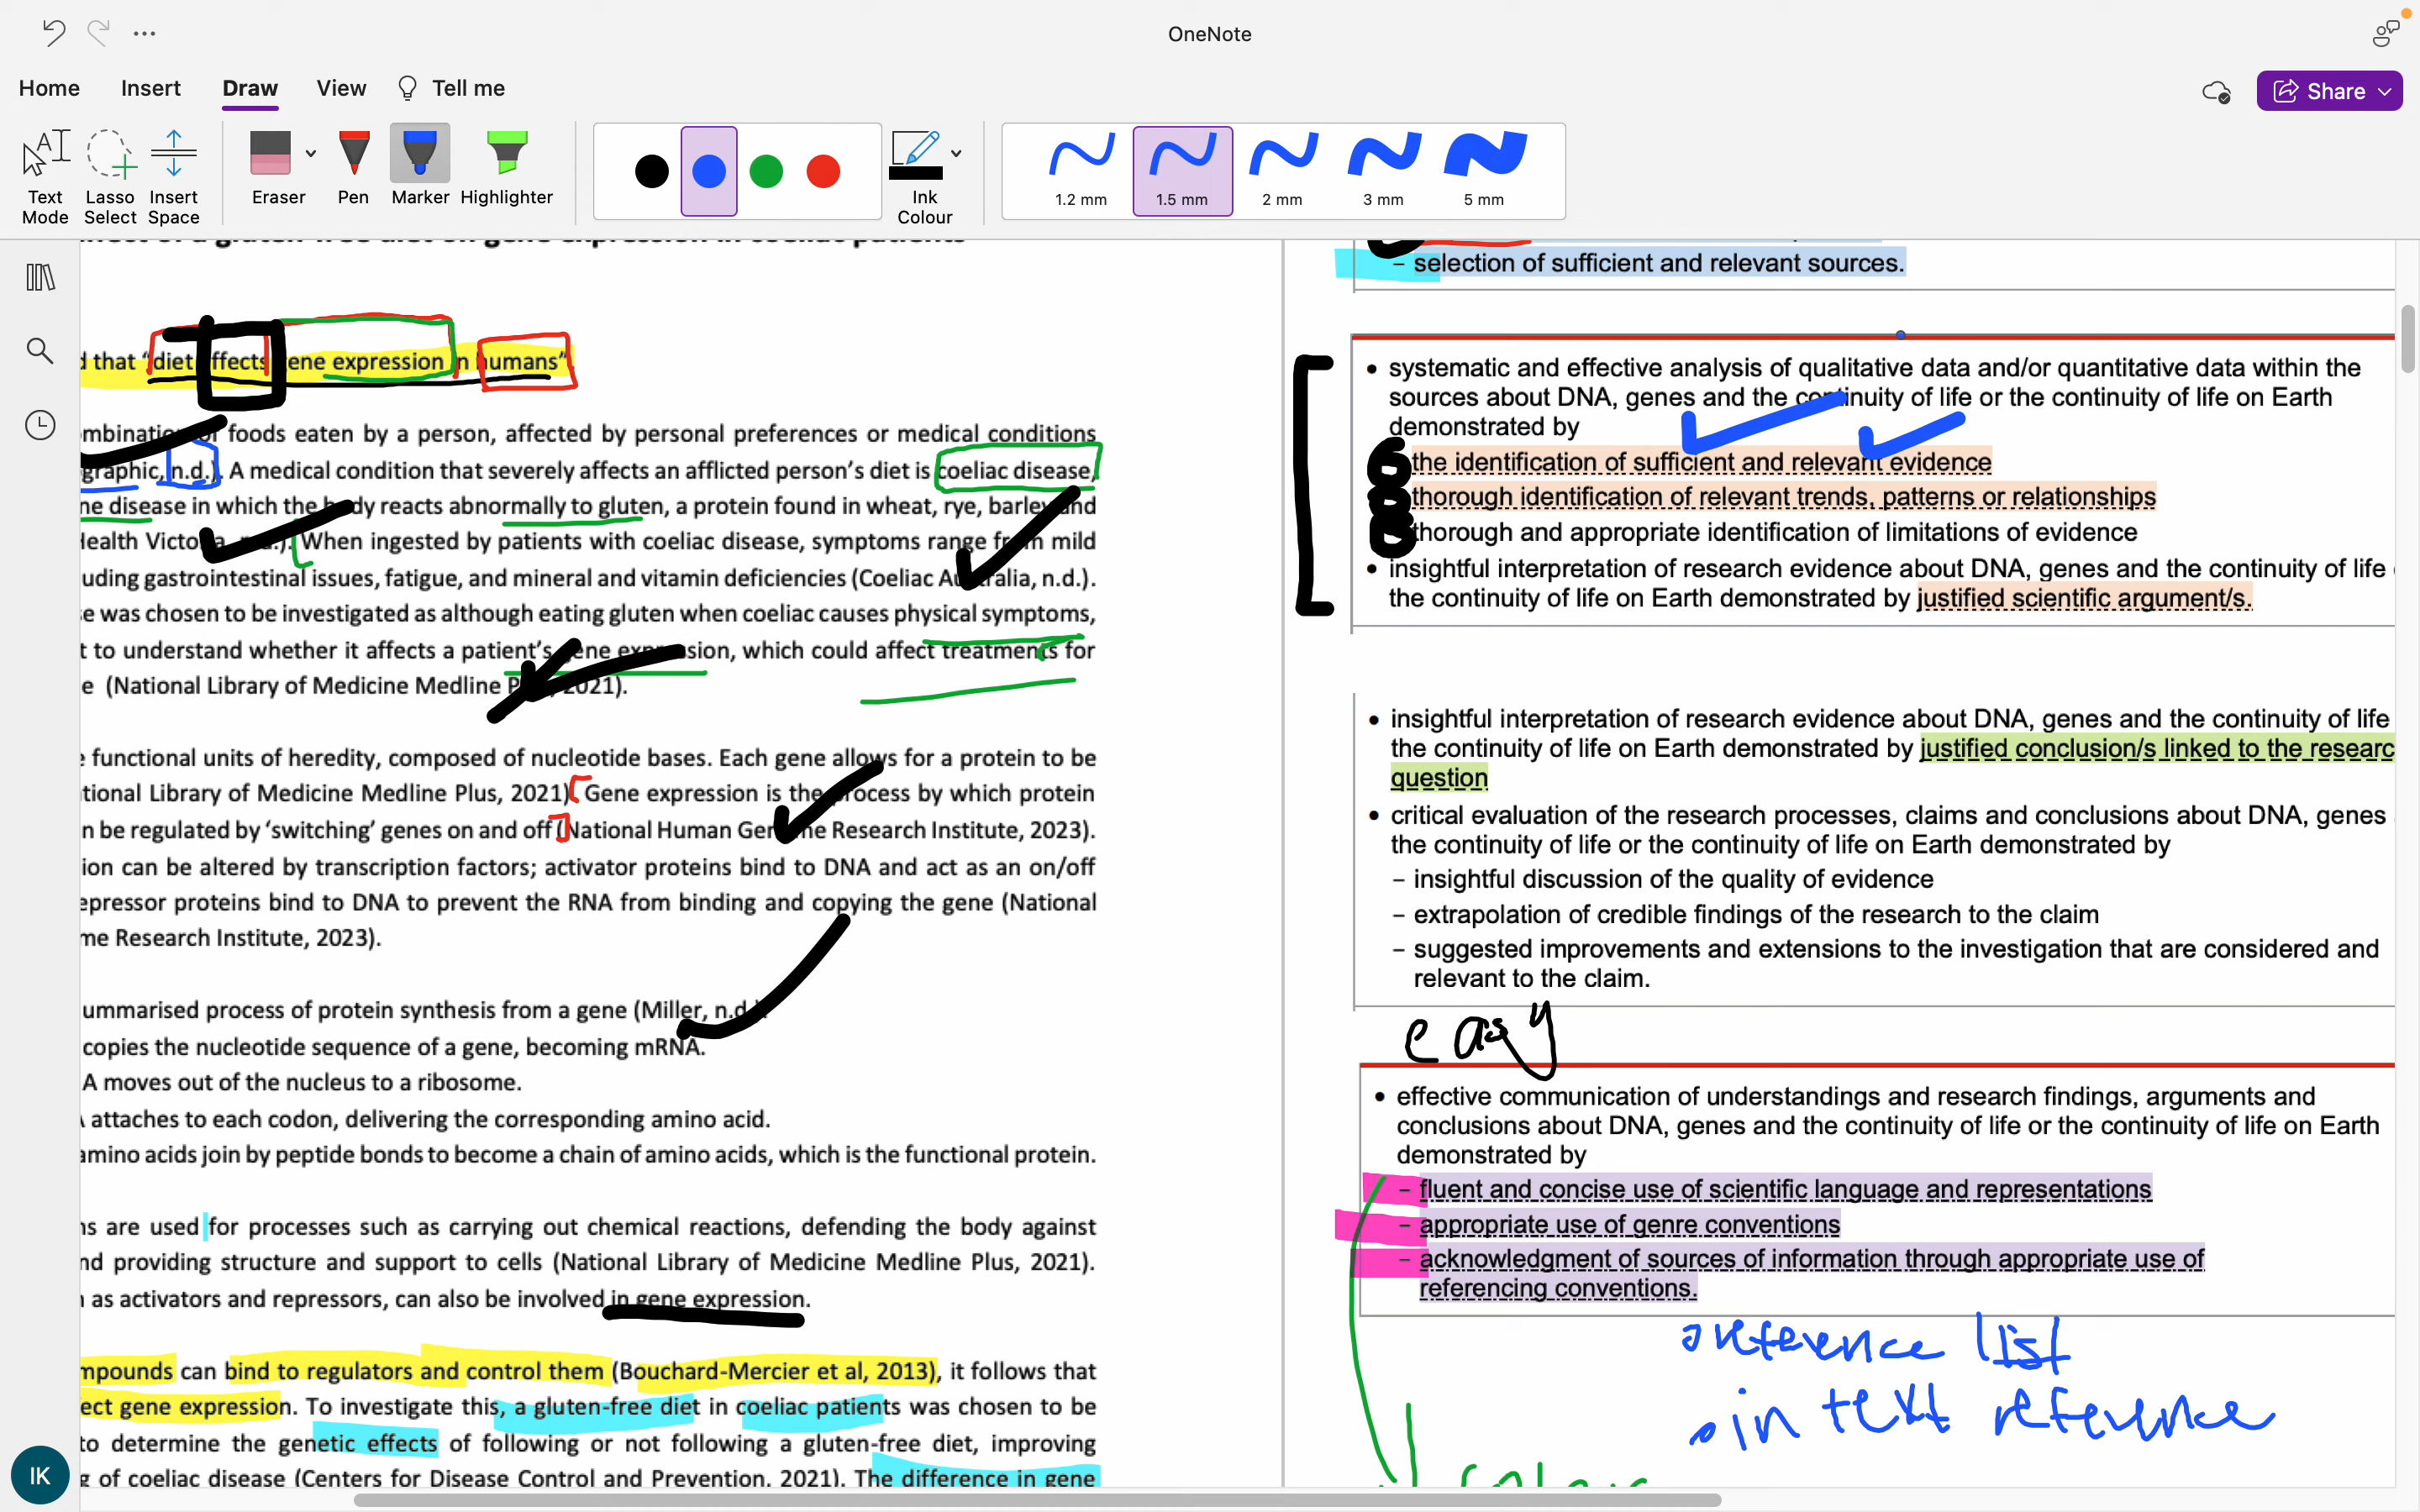 OneNote
Home Insert Draw View Tell me
Share
Text Mode
Lasso Select
Insert Space
Eraser
Pen
Marker
Highlighter
Ink Colour
1.2 mm
1.5 mm
2 mm
3 mm
5 mm
effect of a gluten-free diet on gene expression in coeliac patients
that "diet ffects ene expression n humans"
foods eaten by a person, affected by personal preferences or medical conditions
graphic, n.d.). A medical condition that severely affects an afflicted person's diet is coeliac disease,
ne disease in which the body reacts abnormally to gluten, a protein found in wheat, rye, barley and
Health Victo When ingested by patients with coeliac disease, symptoms range from mild
uding gastrointestinal issues, fatigue, and mineral and vitamin deficiencies (Coeliac Australia, n.d.).
e was chosen to be investigated as although eating gluten when coeliac causes physical symptoms,
t to understand whether it affects a patient's gene expression, which could affect treatments for
e (National Library of Medicine Medline P 2021).
functional units of heredity, composed of nucleotide bases. Each gene allows for a protein to be
tional Library of Medicine Medline Plus, 2021). Gene expression is the process by which protein
n be regulated by 'switching' genes on and off (National Human Genome Research Institute, 2023).
ion can be altered by transcription factors; activator proteins bind to DNA and act as an on/off
epressor proteins bind to DNA to prevent the RNA from binding and copying the gene (National
me Research Institute, 2023).
ummarised process of protein synthesis from a gene (Miller, n.d.
copies the nucleotide sequence of a gene, becoming mRNA.
A moves out of the nucleus to a ribosome.
attaches to each codon, delivering the corresponding amino acid.
amino acids join by peptide bonds to become a chain of amino acids, which is the functional protein.
ns are used for processes such as carrying out chemical reactions, defending the body against
nd providing structure and support to cells (National Library of Medicine Medline Plus, 2021).
as activators and repressors, can also be involved in gene expression.
mpounds can bind to regulators and control them (Bouchard-Mercier et al, 2013), it follows that
ect gene expression. To investigate this, a gluten-free diet in coeliac patients was chosen to be
to determine the genetic effects of following or not following a gluten-free diet, improving
g of coeliac disease (Centers for Disease Control and Prevention, 2021). The difference in gene
– selection of sufficient and relevant sources.
• systematic and effective analysis of qualitative data and/or quantitative data within the
sources about DNA, genes and the continuity of life or the continuity of life on Earth
demonstrated by
the identification of sufficient and relevant evidence
thorough identification of relevant trends, patterns or relationships
thorough and appropriate identification of limitations of evidence
• insightful interpretation of research evidence about DNA, genes and the continuity of life
the continuity of life on Earth demonstrated by justified scientific argument/s.
• insightful interpretation of research evidence about DNA, genes and the continuity of life
the continuity of life on Earth demonstrated by justified conclusion/s linked to the researc
question
• critical evaluation of the research processes, claims and conclusions about DNA, genes
the continuity of life or the continuity of life on Earth demonstrated by
– insightful discussion of the quality of evidence
– extrapolation of credible findings of the research to the claim
– suggested improvements and extensions to the investigation that are considered and
relevant to the claim.
easy
• effective communication of understandings and research findings, arguments and
conclusions about DNA, genes and the continuity of life or the continuity of life on Earth
demonstrated by
– fluent and concise use of scientific language and representations
– appropriate use of genre conventions
– acknowledgment of sources of information through appropriate use of
referencing conventions.
reference list
in text reference
IK